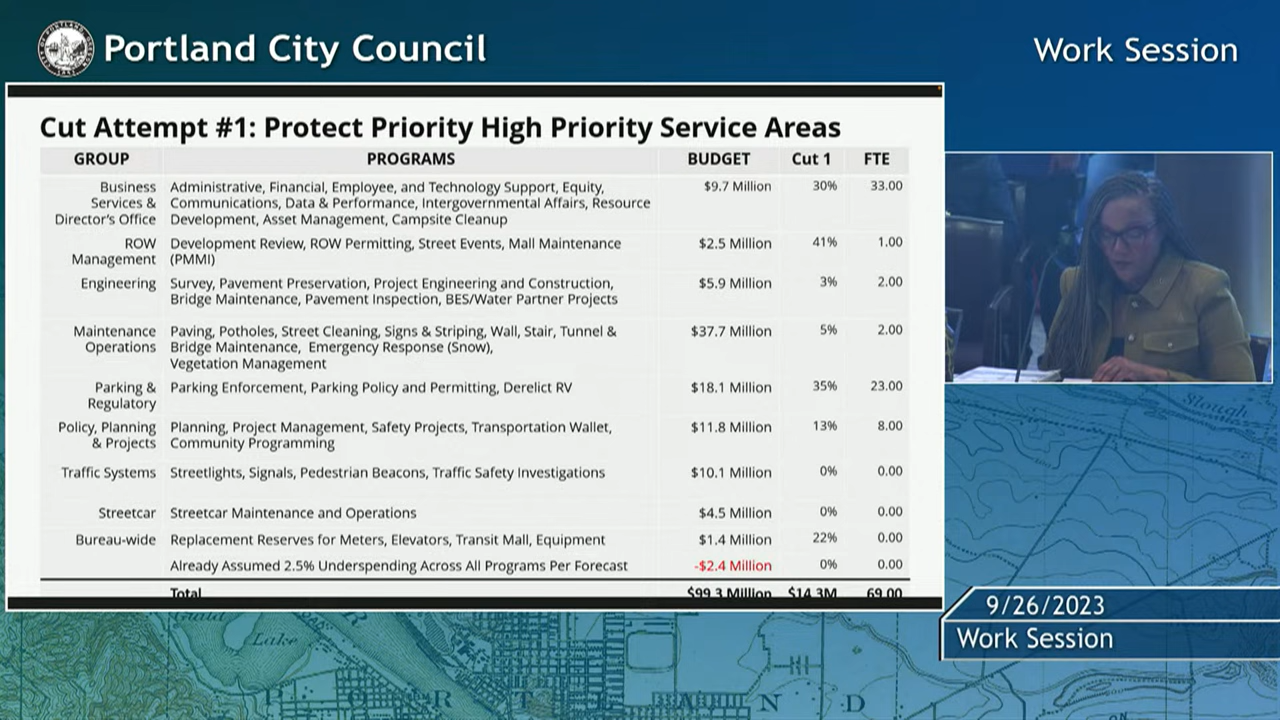 Portland City Council
Work Session
Cut Attempt #1: Protect Priority High Priority Service Areas
GROUP PROGRAMS BUDGET Cut 1 FTE
Business Administrative, Financial, Employee, and Technology Support, Equity, $9.7 Million 30% 33.00
Services & Communications, Data & Performance, Intergovernmental Affairs, Resource
Director's Office Development, Asset Management, Campsite Cleanup
ROW Development Review, ROW Permitting, Street Events, Mall Maintenance $2.5 Million 41% 1.00
Management (PMMI)
Engineering Survey, Pavement Preservation, Project Engineering and Construction, $5.9 Million 3% 2.00
Bridge Maintenance, Pavement Inspection, BES/Water Partner Projects
Maintenance Paving, Potholes, Street Cleaning, Signs & Striping, Wall, Stair, Tunnel & $37.7 Million 5% 2.00
Operations Bridge Maintenance, Emergency Response (Snow),
Vegetation Management
Parking & Parking Enforcement, Parking Policy and Permitting, Derelict RV $18.1 Million 35% 23.00
Regulatory
Policy, Planning Planning, Project Management, Safety Projects, Transportation Wallet, $11.8 Million 13% 8.00
& Projects Community Programming
Traffic Systems Streetlights, Signals, Pedestrian Beacons, Traffic Safety Investigations $10.1 Million 0% 0.00
Streetcar Streetcar Maintenance and Operations $4.5 Million 0% 0.00
Bureau-wide Replacement Reserves for Meters, Elevators, Transit Mall, Equipment $1.4 Million 22% 0.00
Already Assumed 2.5% Underspending Across All Programs Per Forecast -$2.4 Million 0% 0.00
Total $99.3 Million $14.3M 69.00
9/26/2023
Work Session
Slough
Guild
Lake
P O R T L A N D